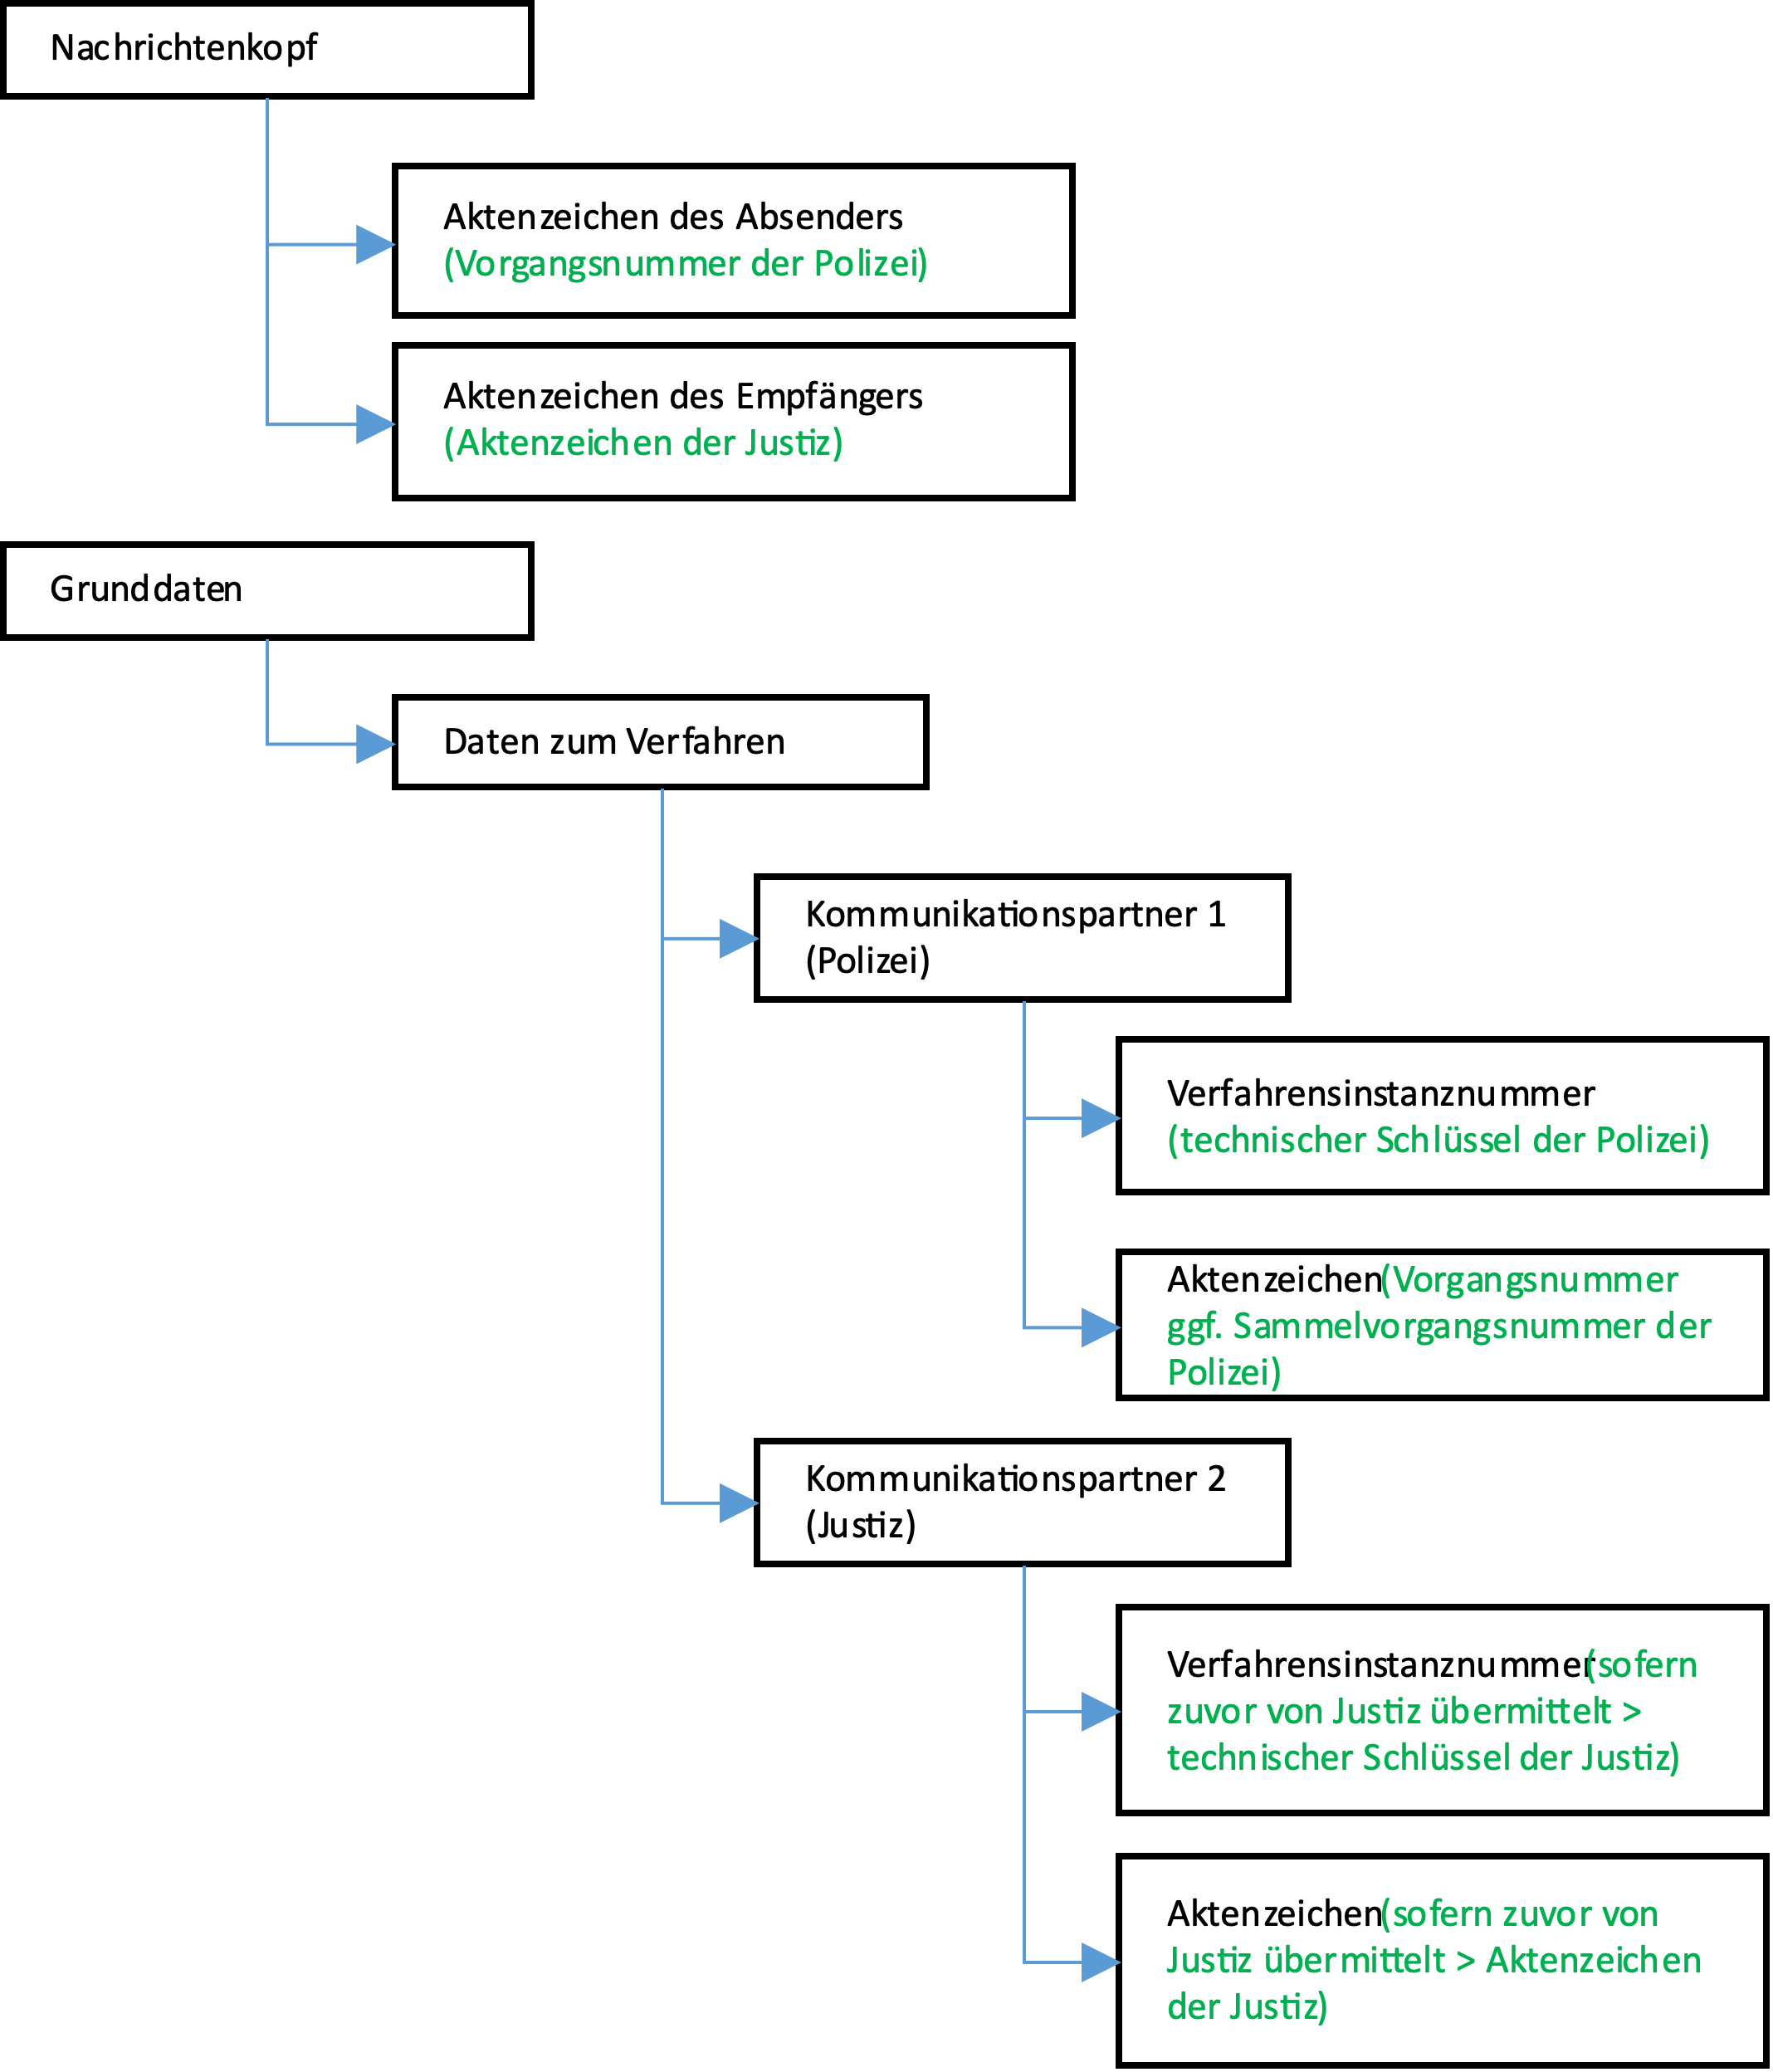 Nachrichtenkopf
Aktenzeichen des Absenders
(Vorgangsnummer der Polizei)
Aktenzeichen des Empfängers
(Aktenzeichen der Justiz)
Grunddaten
Daten zum Verfahren
Kommunikationspartner 1
(Polizei)
Verfahrensinstanznummer
(technischer Schlüssel der Polizei)
Aktenzeichen(Vorgangsnummer
ggf. Sammelvorgangsnummer der
Polizei)
Kommunikationspartner 2
(Justiz)
Verfahrensinstanznummer(sofern
zuvor von Justiz übermittelt >
technischer Schlüssel der Justiz)
Aktenzeichen(sofern zuvor von
Justiz übermittelt > Aktenzeichen
der Justiz)